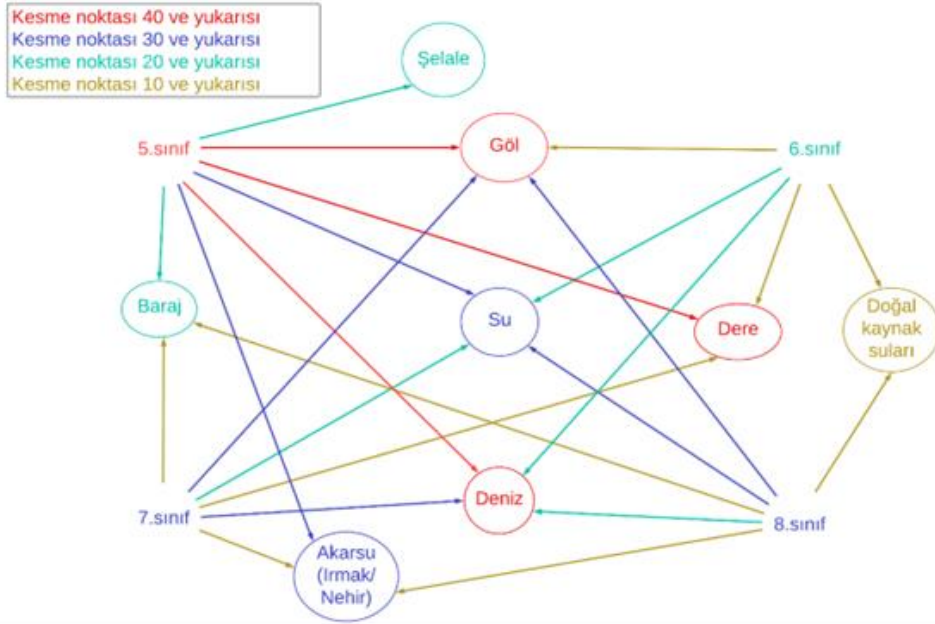 Kesme noktası 40 ve yukarısı
Kesme noktası 30 ve yukarısı
Kesme noktası 20 ve yukarısı
Kesme noktası 10 ve yukarısı
Şelale
5.sınıf
Göl
6.sınıf
Baraj
Su
Dere
Doğal
kaynak
suları
7.sınıf
Deniz
8.sınıf
Akarsu
(Irmak/
Nehir)